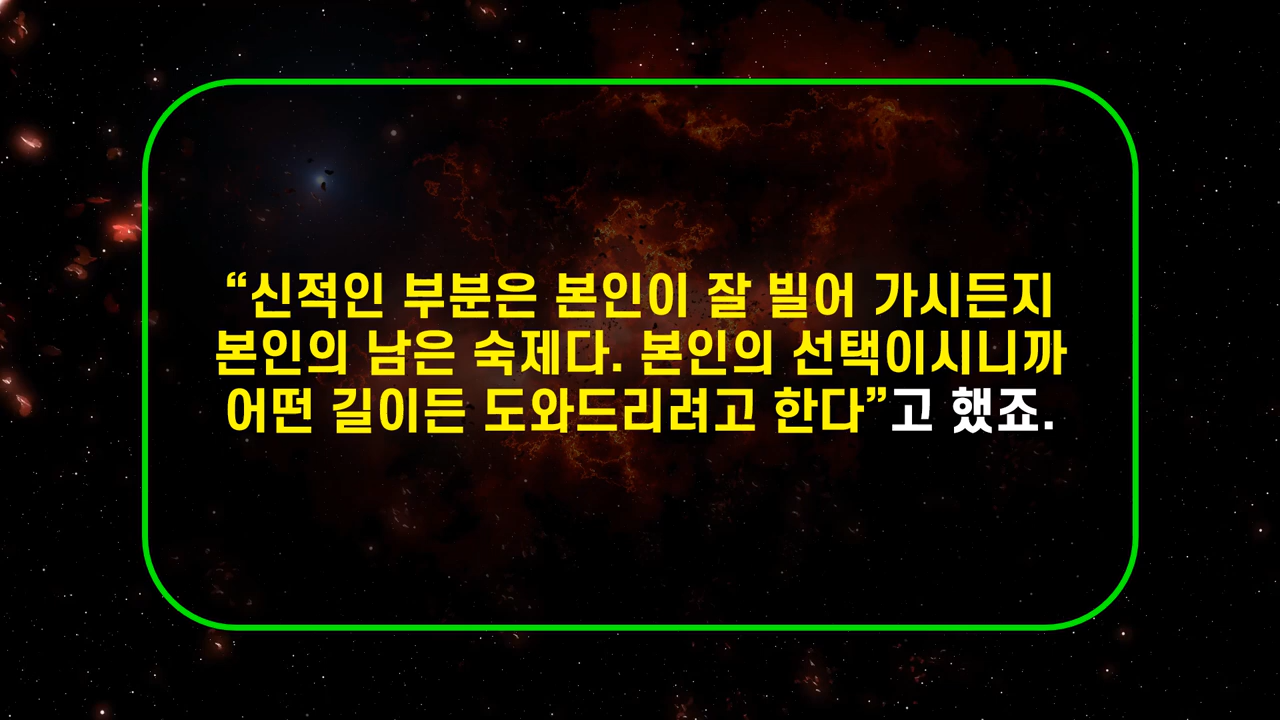 “신적인 부분은 본인이 잘 빌어 가시든지
본인의 남은 숙제다. 본인의 선택이시니까
어떤 길이든 도와드리려고 한다”고 했죠.